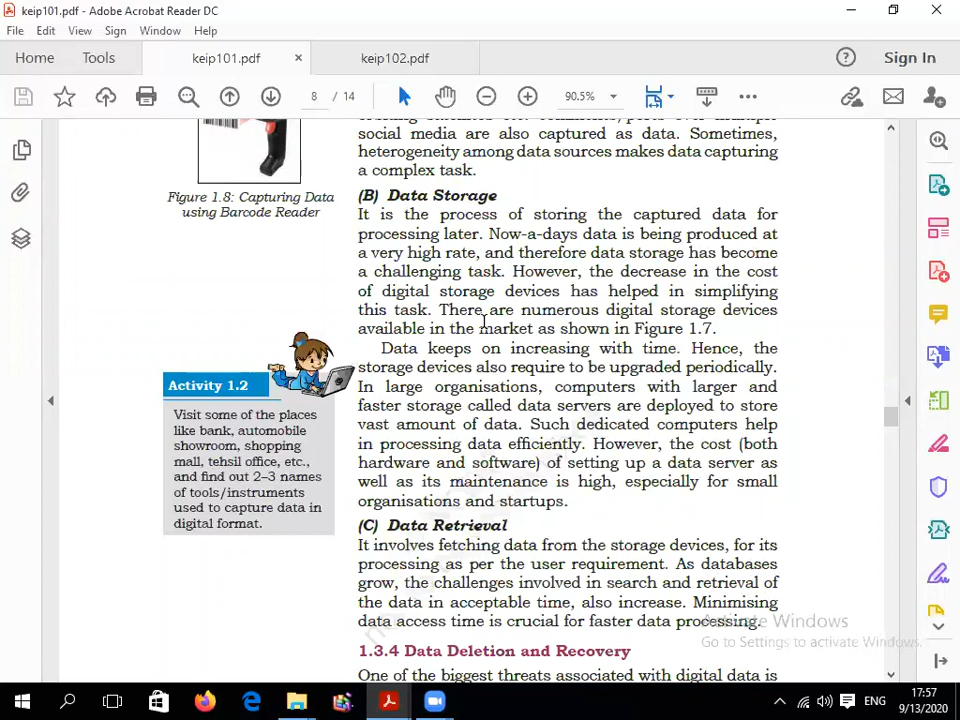 keip101.pdf - Adobe Acrobat Reader DC
File Edit View Window Sign Help
Home Tools keip101.pdf × keip102.pdf Sign In
8 / 14 90.5%
social media are also captured as data. Sometimes,
heterogeneity among data sources makes data capturing
a complex task.
Figure 1.8: Capturing Data
using Barcode Reader
(B) Data Storage
It is the process of storing the captured data for
processing later. Now-a-days data is being produced at
a very high rate, and therefore data storage has become
a challenging task. However, the decrease in the cost
of digital storage devices has helped in simplifying
this task. There are numerous digital storage devices
available in the market as shown in Figure 1.7.
Data keeps on increasing with time. Hence, the
storage devices also require to be upgraded periodically.
In large organisations, computers with larger and
faster storage called data servers are deployed to store
vast amount of data. Such dedicated computers help
in processing data efficiently. However, the cost (both
hardware and software) of setting up a data server as
well as its maintenance is high, especially for small
organisations and startups.
Activity 1.2
Visit some of the places
like bank, automobile
showroom, shopping
mall, tehsil office, etc.,
and find out 2–3 names
of tools/instruments
used to capture data in
digital format.
(C) Data Retrieval
It involves fetching data from the storage devices, for its
processing as per the user requirement. As databases
grow, the challenges involved in search and retrieval of
the data in acceptable time, also increase. Minimising
data access time is crucial for faster data processing.
1.3.4 Data Deletion and Recovery
One of the biggest threats associated with digital data is
Activate Windows
Go to Settings to activate Windows.
ENG
17:57
9/13/2020